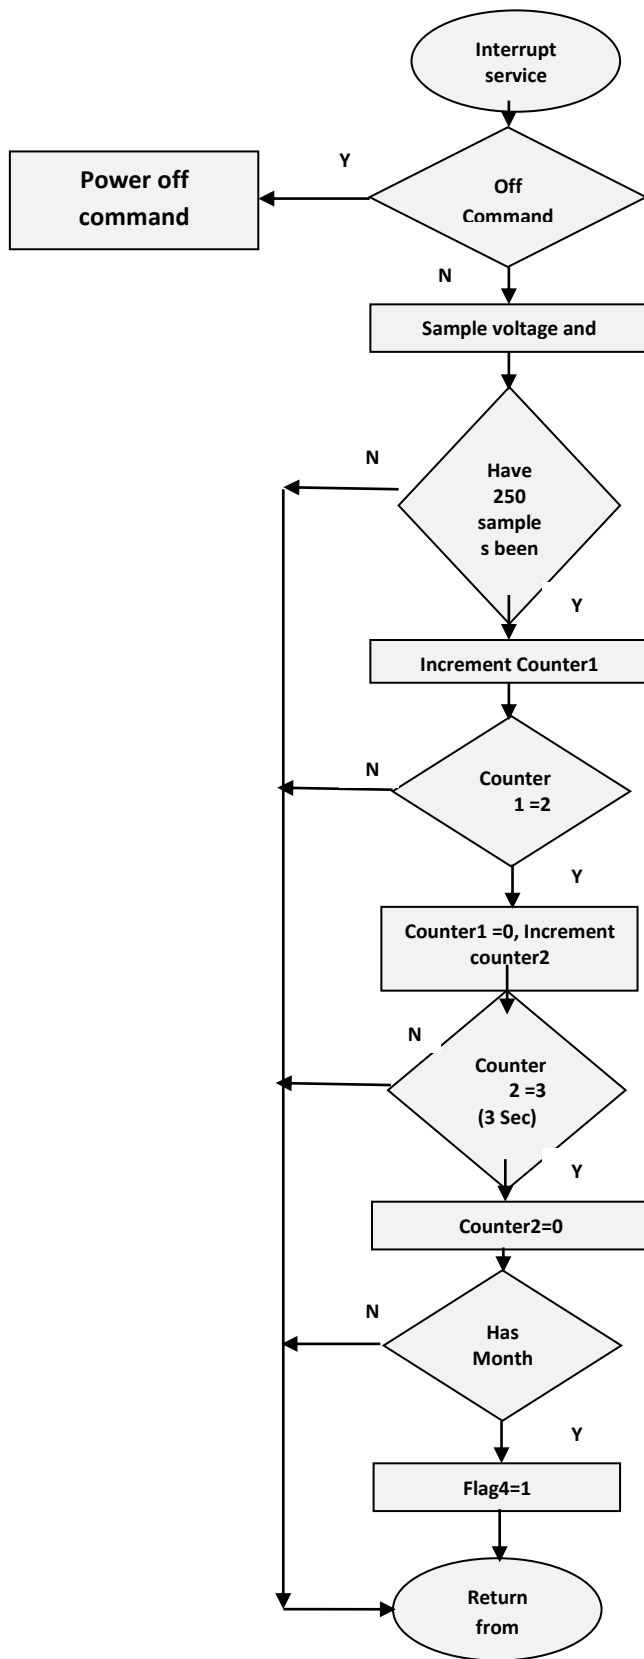 Interrupt
service
Y
Power off
command
Off
Command
N
Sample voltage and
N
Have
250
sample
s been
Y
Increment Counter1
N
Counter
1 =2
Y
Counter1 =0, Increment
counter2
N
Counter
2 =3
(3 Sec)
Y
Counter2=0
N
Has
Month
Y
Flag4=1
Return
from